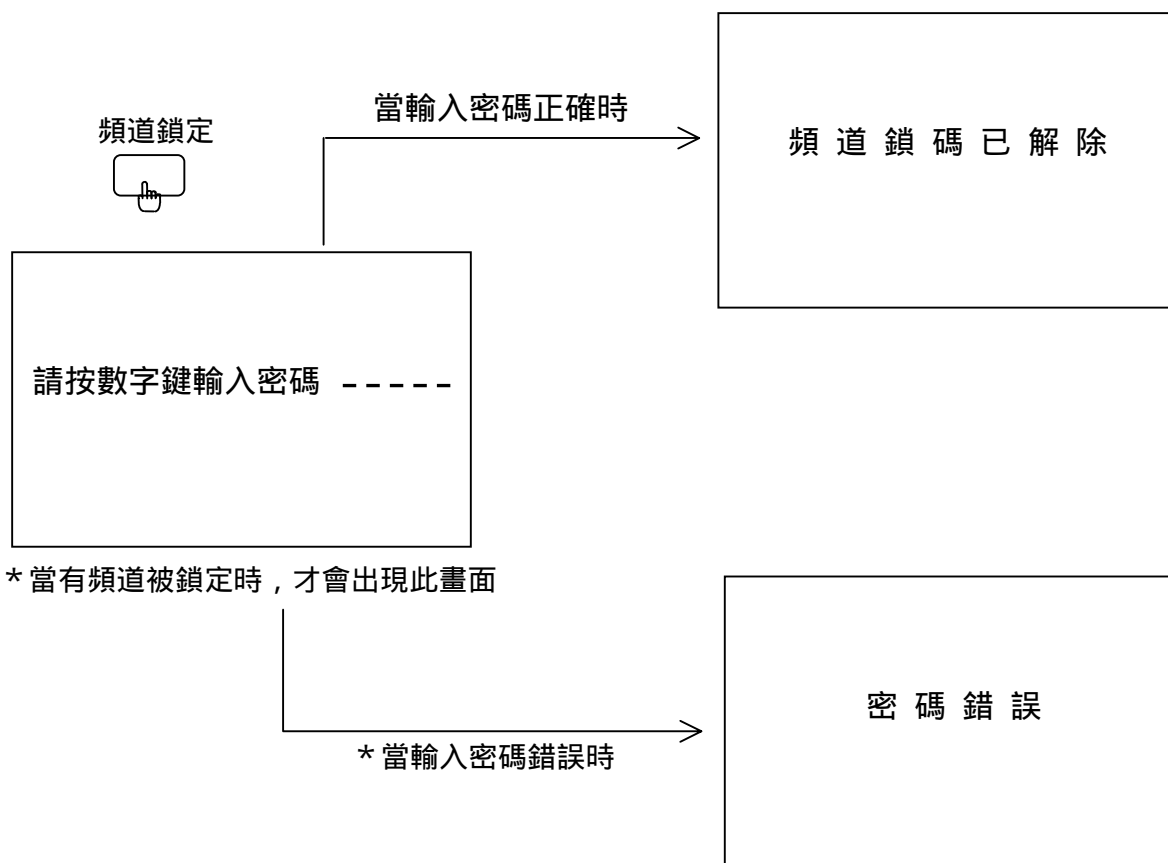 當輸入密碼正確時
頻道鎖定
頻道鎖碼已解除
請按數字鍵輸入密碼 -----
*當有頻道被鎖定時，才會出現此畫面
密碼錯誤
*當輸入密碼錯誤時